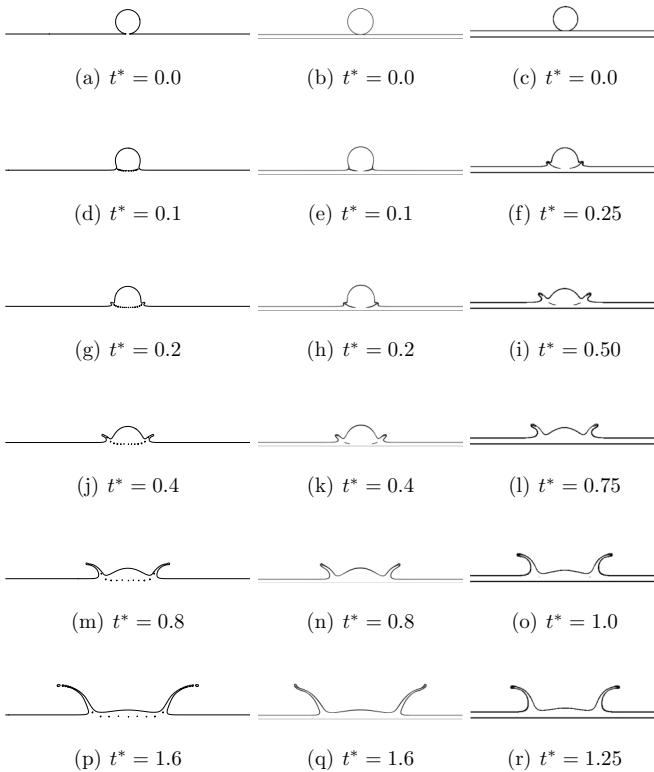 (a) t* = 0.0
(b) t* = 0.0
(c) t* = 0.0
(d) t* = 0.1
(e) t* = 0.1
(f) t* = 0.25
(g) t* = 0.2
(h) t* = 0.2
(i) t* = 0.50
(j) t* = 0.4
(k) t* = 0.4
(l) t* = 0.75
(m) t* = 0.8
(n) t* = 0.8
(o) t* = 1.0
(p) t* = 1.6
(q) t* = 1.6
(r) t* = 1.25